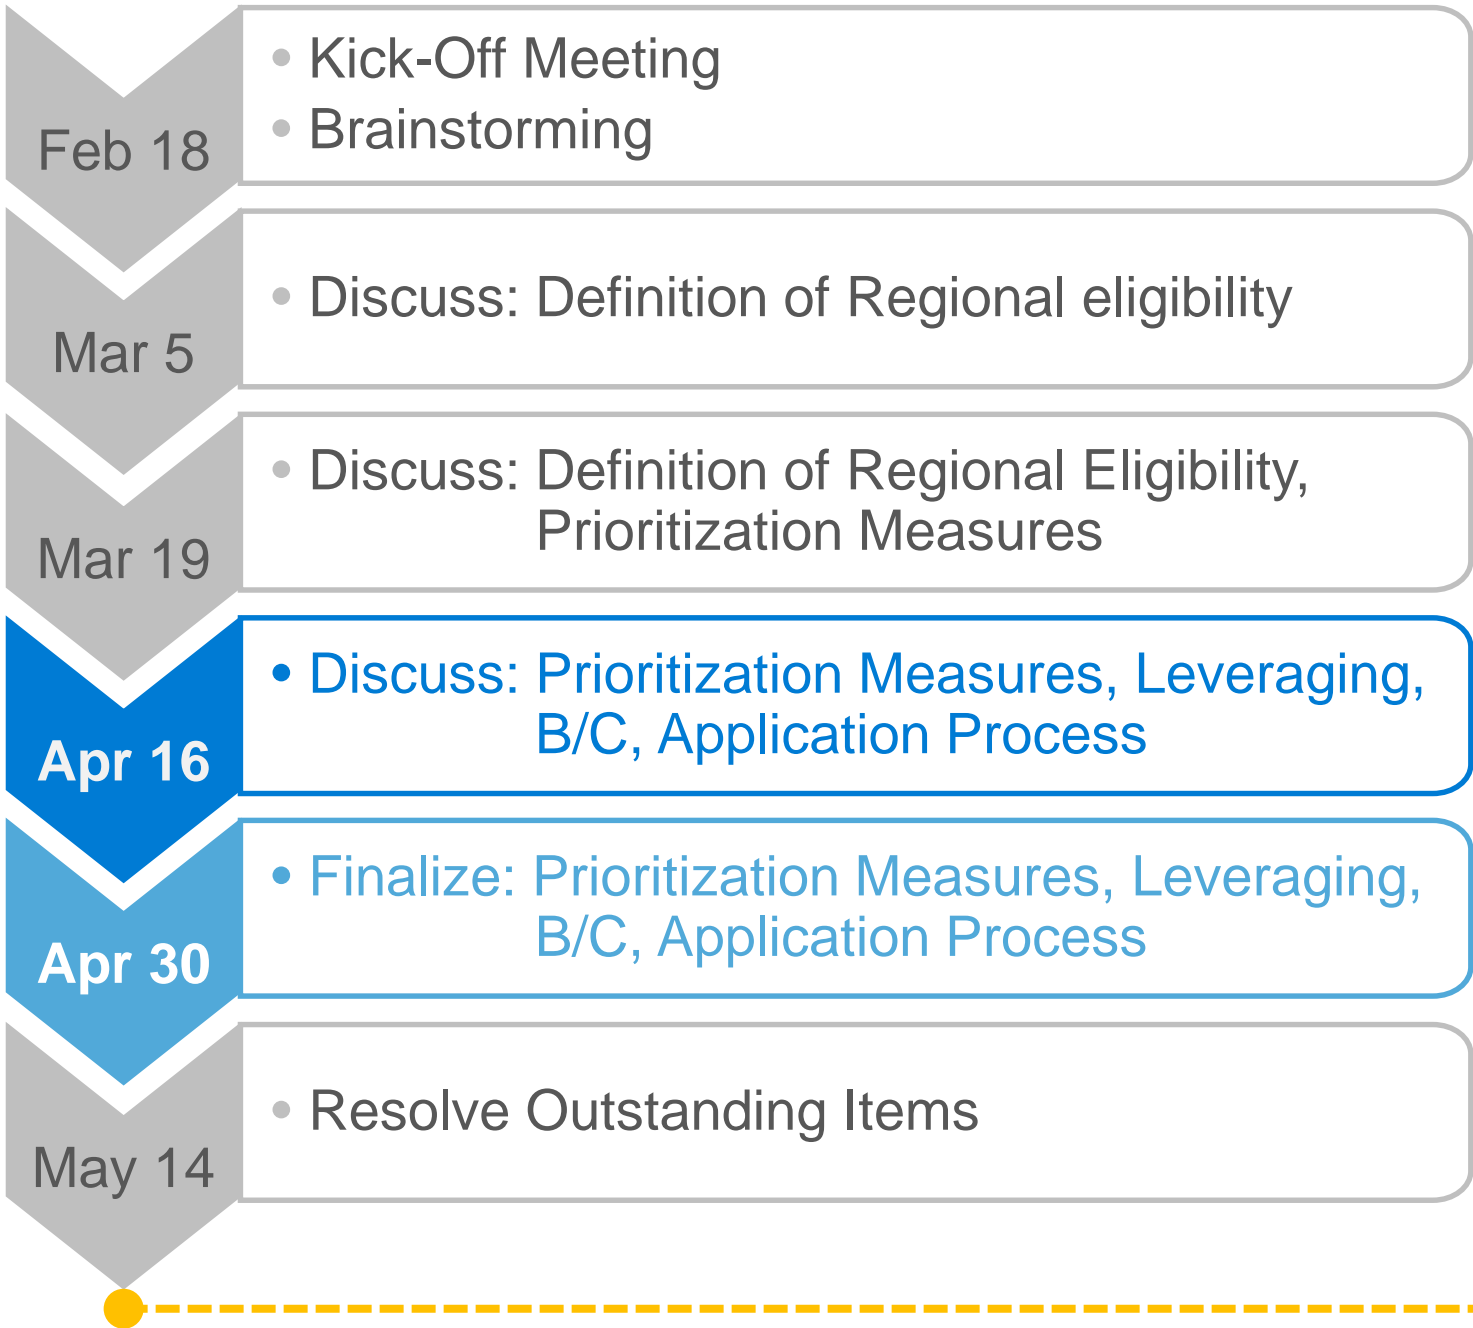 Feb 18
• Kick-Off Meeting
• Brainstorming
Mar 5
• Discuss: Definition of Regional eligibility
Mar 19
• Discuss: Definition of Regional Eligibility,
Prioritization Measures
Apr 16
• Discuss: Prioritization Measures, Leveraging,
B/C, Application Process
Apr 30
• Finalize: Prioritization Measures, Leveraging,
B/C, Application Process
May 14
• Resolve Outstanding Items